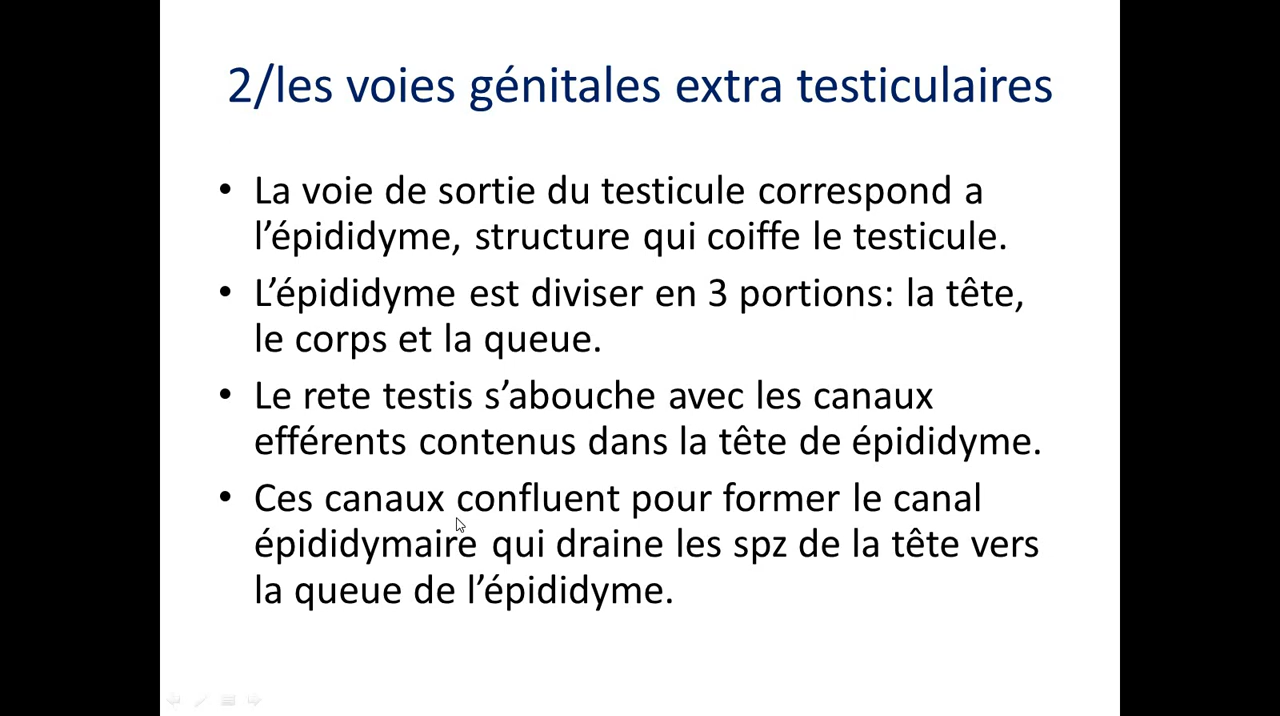 2/les voies génitales extra testiculaires
• La voie de sortie du testicule correspond a
l’épididyme, structure qui coiffe le testicule.
• L’épididyme est diviser en 3 portions: la tête,
le corps et la queue.
• Le rete testis s’abouche avec les canaux
efférents contenus dans la tête de épididyme.
• Ces canaux confluent pour former le canal
épididymaire qui draine les spz de la tête vers
la queue de l’épididyme.